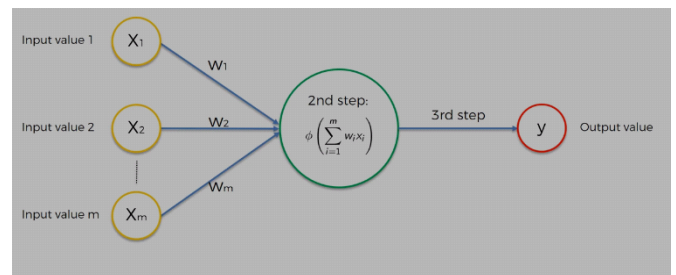 Input value 1
X₁
W₁
2nd step:
ϕ(∑ᵢ₌₁ᵐ wᵢxᵢ)
3rd step
Input value 2
X₂
W₂
y
Output value
Input value m
Xₘ
Wₘ